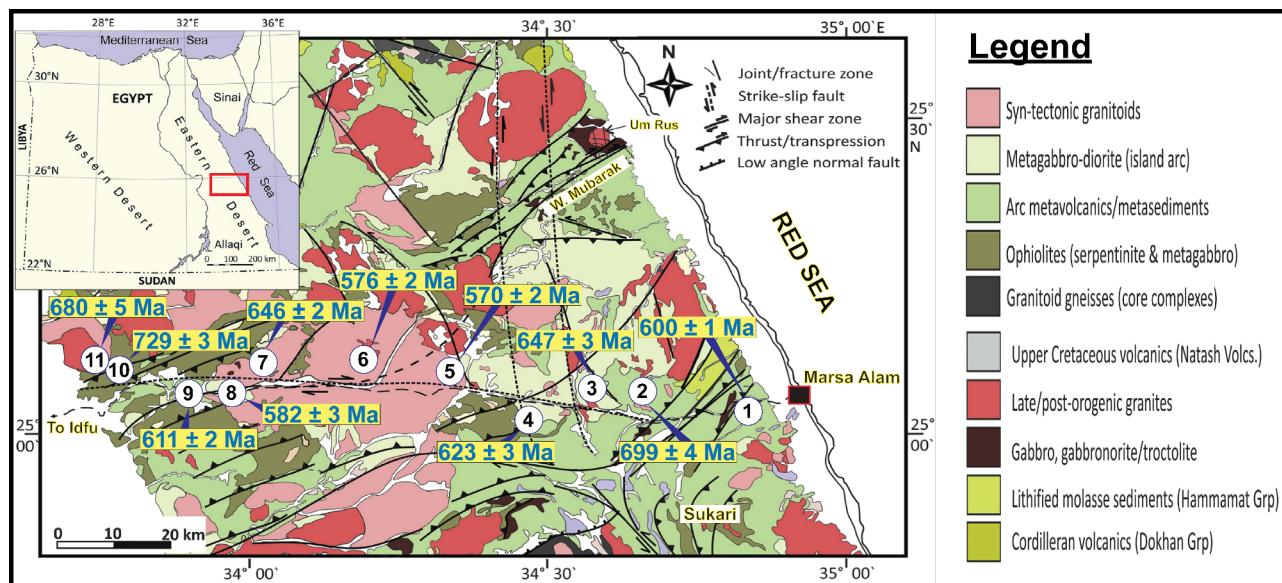 28°E
32°E
36°E
Mediterranean Sea
30°N
EGYPT
Sinai
LIBYA
Western Desert
Eastern Desert
Red Sea
26°N
Allaqi
0 100 200 km
22°N
SUDAN
34° 30`
35° 00`E
N
Joint/fracture zone
Strike-slip fault
Major shear zone
Thrust/transpression
Low angle normal fault
25°
30`
N
Um Rus
W. Mubarak
RED SEA
576 ± 2 Ma
680 ± 5 Ma
646 ± 2 Ma
570 ± 2 Ma
600 ± 1 Ma
729 ± 3 Ma
647 ± 3 Ma
11
10
7
6
5
9
8
3
2
1
4
Marsa Alam
582 ± 3 Ma
To Idfu
611 ± 2 Ma
623 ± 3 Ma
699 ± 4 Ma
25°
00`
25°
00`
Sukari
0 10 20 km
34° 00`
34° 30`
35° 00`
Legend
Syn-tectonic granitoids
Metagabbro-diorite (island arc)
Arc metavolcanics/metasediments
Ophiolites (serpentinite & metagabbro)
Granitoid gneisses (core complexes)
Upper Cretaceous volcanics (Natash Volcs.)
Late/post-orogenic granites
Gabbro, gabbronorite/troctolite
Lithified molasse sediments (Hammamat Grp)
Cordilleran volcanics (Dokhan Grp)